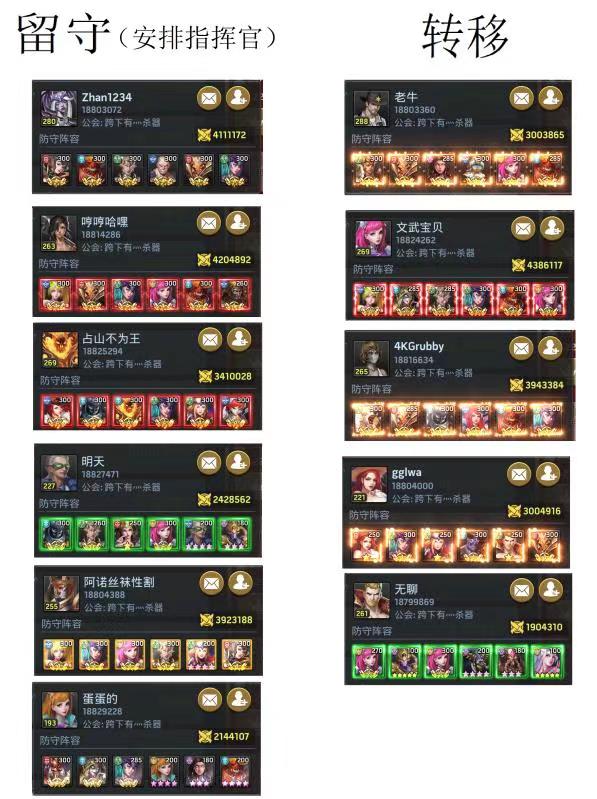 留守（安排指挥官）
转移
Zhan1234
18803072
公会: 跨下有····杀器
280
防守阵容
4111172
300 300 300 300 300 300
哼哼哈嘿
18814286
公会: 跨下有····杀器
263
防守阵容
4204892
300 300 300 300 300 260
占山不为王
18825294
公会: 跨下有····杀器
269
防守阵容
3410028
300 300 300 300 300 300
明天
18827471
公会: 跨下有····杀器
227
防守阵容
2428562
300 260 250 300 200 180
阿诺丝袜性割
18804388
公会: 跨下有····杀器
255
防守阵容
3923188
300 300 300 300 200 300
蛋蛋的
18829228
公会: 跨下有····杀器
193
防守阵容
2144107
300 300 285 200 180 200
老牛
18803360
公会: 跨下有····杀器
288
防守阵容
3003865
300 300 300 300 300 285
文武宝贝
18824262
公会: 跨下有····杀器
269
防守阵容
4386117
300 285 285 300 300 300
4KGrubby
18816634
公会: 跨下有····杀器
265
防守阵容
3943384
300 285 300 300 300 300
gglwa
18804000
公会: 跨下有····杀器
221
防守阵容
3004916
250 300 250 300 250 300
无聊
18799869
公会: 跨下有····杀器
261
防守阵容
1904310
270 100 300 200 180 100